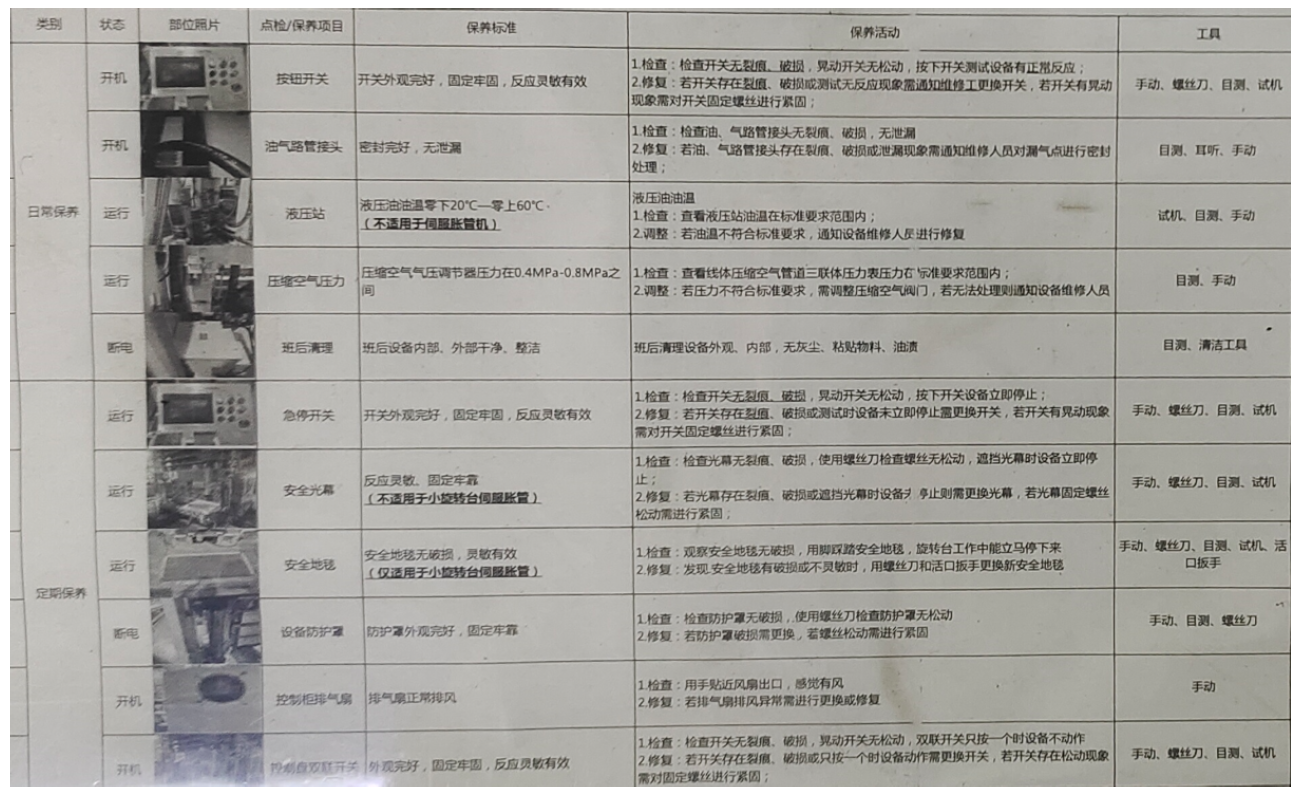 类别 状态 部位照片 点检/保养项目 保养标准 保养活动 工具
日常保养
开机 按钮开关 开关外观完好，固定牢固，反应灵敏有效
1.检查：检查开关无裂痕、破损，晃动开关无松动，按下开关测试设备有正常反应；
2.修复：若开关存在裂痕、破损或测试无反应现象需通知维修工更换开关，若开关有晃动
现象需对开关固定螺丝进行紧固；
手动、螺丝刀、目测、试机
开机 油气路管接头 密封完好，无泄漏
1.检查：检查油、气路管接头无裂痕、破损，无泄漏
2.修复：若油、气路管接头存在裂痕、破损或泄漏现象需通知维修人员对漏气点进行密封
处理；
目测、耳听、手动
运行 液压站
液压油油温零下20℃—零上60℃
（不适用于伺服胀管机）
液压油油温
1.检查：查看液压站油温在标准要求范围内；
2.调整：若油温不符合标准要求，通知设备维修人员进行修复
试机、目测、手动
运行 压缩空气压力
压缩空气气压调节器压力在0.4MPa-0.8MPa之
间
1.检查：查看线体压缩空气管道三联体压力表压力在标准要求范围内；
2.调整：若压力不符合标准要求，需调整压缩空气阀门，若无法处理则通知设备维修人员
目测、手动
断电 班后清理 班后设备内部、外部干净、整洁
班后清理设备外观、内部，无灰尘、粘贴物料、油渍
目测、清洁工具
定期保养
运行 急停开关 开关外观完好，固定牢固，反应灵敏有效
1.检查：检查开关无裂痕、破损，晃动开关无松动，按下开关设备立即停止；
2.修复：若开关存在裂痕、破损或测试时设备未立即停止需更换开关，若开关有晃动现象
需对开关固定螺丝进行紧固；
手动、螺丝刀、目测、试机
运行 安全光幕
反应灵敏、固定牢靠
（不适用于小旋转台伺服胀管）
1.检查：检查光幕无裂痕、破损，使用螺丝刀检查螺丝无松动，遮挡光幕时设备立即停
止；
2.修复：若光幕存在裂痕、破损或遮挡光幕时设备 停止则需更换光幕，若光幕固定螺丝
松动需进行紧固；
手动、螺丝刀、目测、试机
运行 安全地毯
安全地毯无破损，灵敏有效
（仅适用于小旋转台伺服胀管）
1.检查：观察安全地毯无破损，用脚踩踏安全地毯，旋转台工作中能立马停下来
2.修复：发现.安全地毯有破损或不灵敏时，用螺丝刀和活口扳手更换新安全地毯
手动、螺丝刀、目测、试机、活
口扳手
断电 设备防护罩 防护罩外观完好，固定牢靠
1.检查：检查防护罩无破损，使用螺丝刀检查防护罩无松动
2.修复：若防护罩破损需更换，若螺丝松动需进行紧固
手动、目测、螺丝刀
开机 控制柜排气扇 排气扇正常排风
1.检查：用手贴近风扇出口，感觉有风
2.修复：若排气扇排风异常需进行更换或修复
手动
开机 控制盘双联开关 外观完好，固定牢固，反应灵敏有效
1.检查：检查开关无裂痕、破损，晃动开关无松动，双联开关只按一个时设备不动作
2.修复：若开关存在裂痕、破损或只按一个时设备动作需更换开关，若开关存在松动现象
需对固定螺丝进行紧固；
手动、螺丝刀、目测、试机